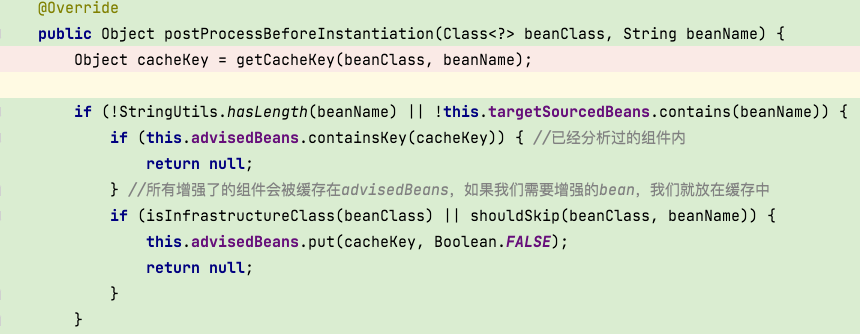 @Override
public Object postProcessBeforeInstantiation(Class<?> beanClass, String beanName) {
Object cacheKey = getCacheKey(beanClass, beanName);
if (!StringUtils.hasLength(beanName) || !this.targetSourcedBeans.contains(beanName)) {
if (this.advisedBeans.containsKey(cacheKey)) { //已经分析过的组件内
return null;
} //所有增强了的组件会被缓存在advisedBeans，如果我们需要增强的bean，我们就放在缓存中
if (isInfrastructureClass(beanClass) || shouldSkip(beanClass, beanName)) {
this.advisedBeans.put(cacheKey, Boolean.FALSE);
return null;
}
}